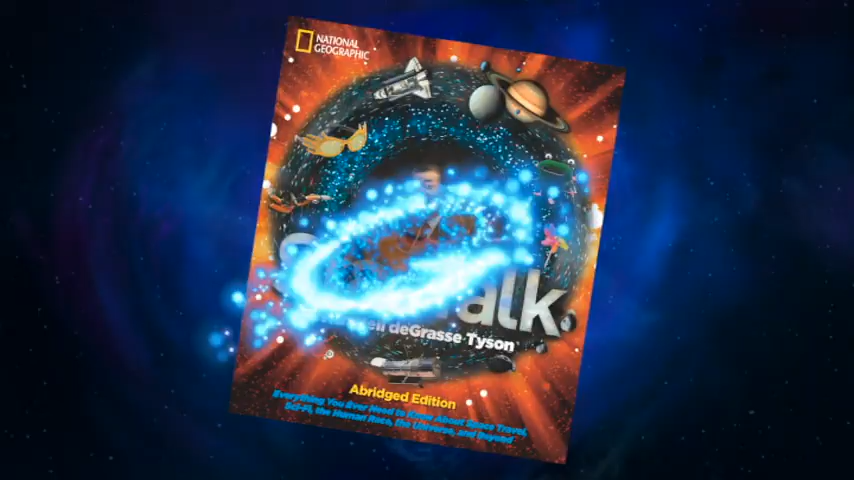 NATIONAL
GEOGRAPHIC
deGrasse Tyson
Abridged Edition
Everything You Ever Need to Know About Space Travel,
Sci-Fi, the Human Race, the Universe, and Beyond